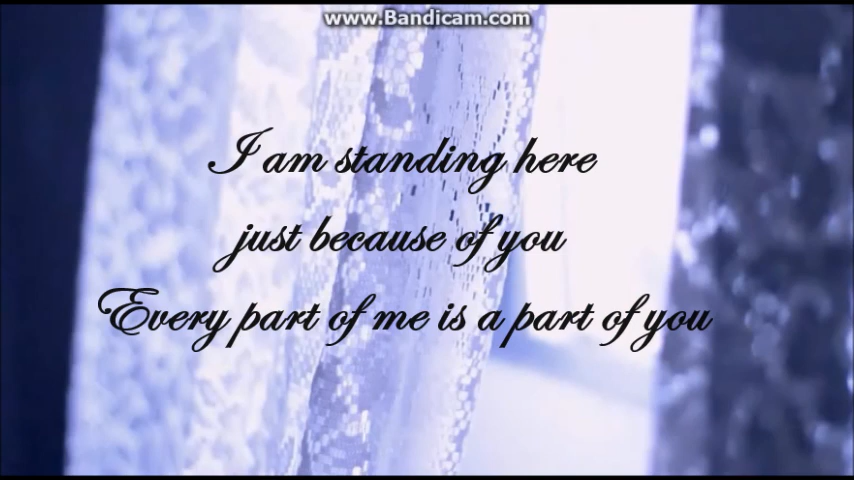 www.Bandicam.com
I am standing here
just because of you
Every part of me is a part of you